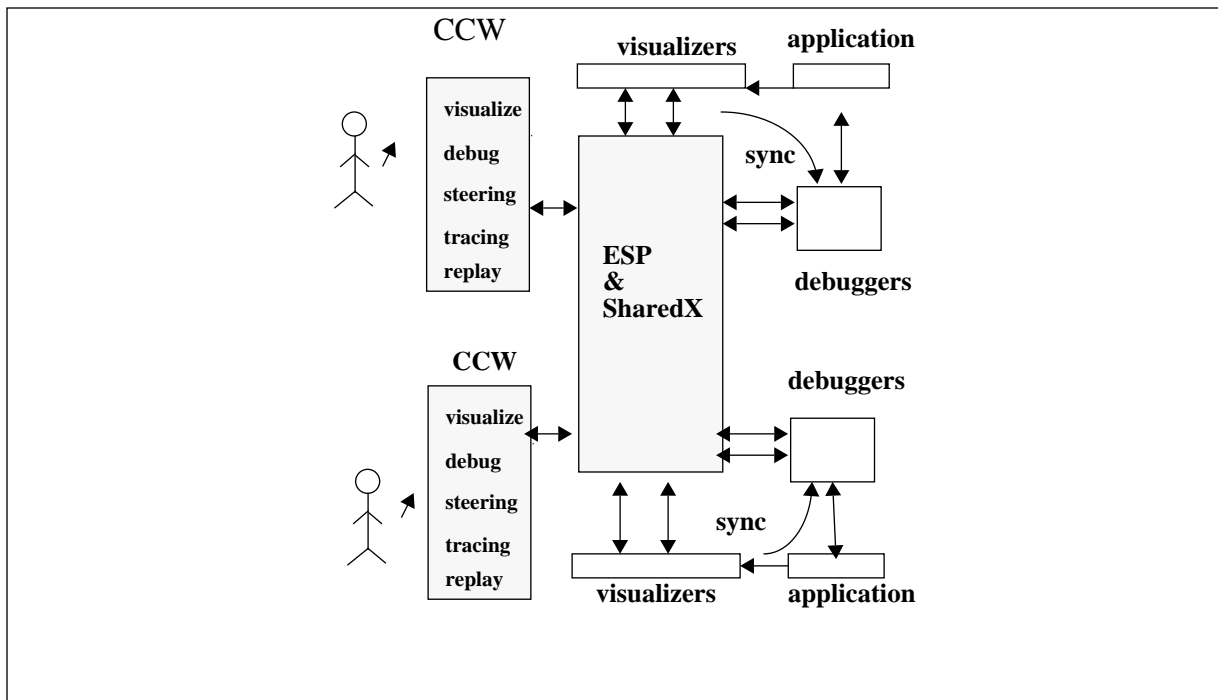 CCW
visualizers
application
visualize
debug
steering
tracing
replay
sync
ESP
&
SharedX
debuggers
CCW
visualize
debug
steering
tracing
replay
debuggers
sync
visualizers
application